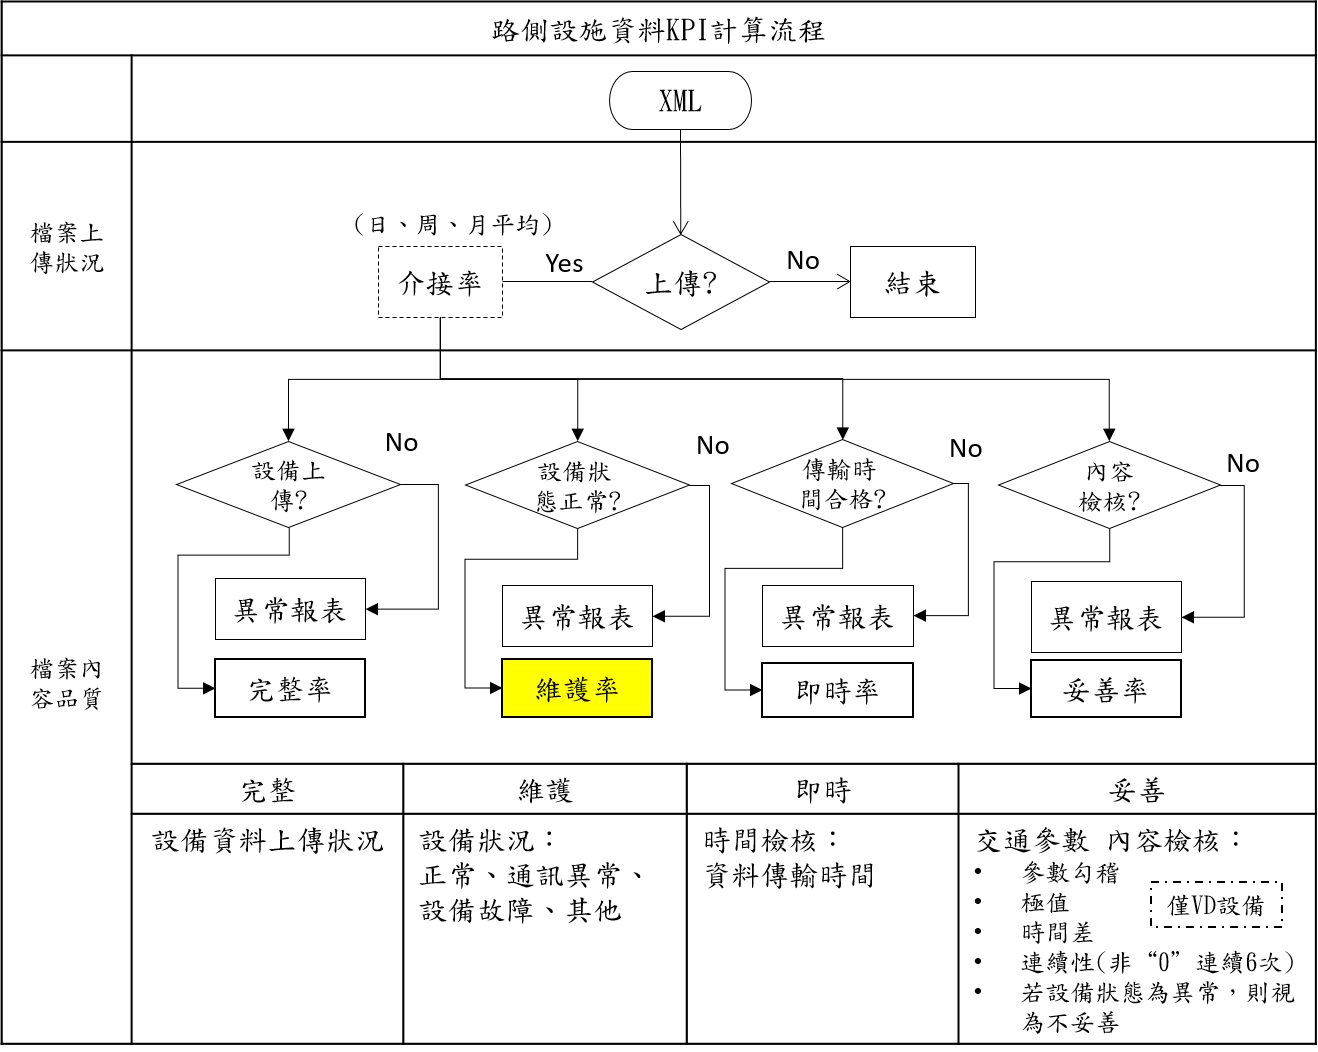 路側設施資料KPI計算流程
XML
檔案上
傳狀況
(日、周、月平均)
介接率
Yes
上傳?
No
結束
檔案內
容品質
設備上
傳?
No
設備狀
態正常?
No
傳輸時
間合格?
No
內容
檢核?
No
異常報表
異常報表
異常報表
異常報表
完整率
維護率
即時率
妥善率
完整
維護
即時
妥善
設備資料上傳狀況
設備狀況：
正常、通訊異常、
設備故障、其他
時間檢核：
資料傳輸時間
交通參數 內容檢核：
• 參數勾稽
• 極值
• 時間差
• 連續性(非“0”連續6次)
• 若設備狀態為異常，則視
為不妥善
僅VD設備